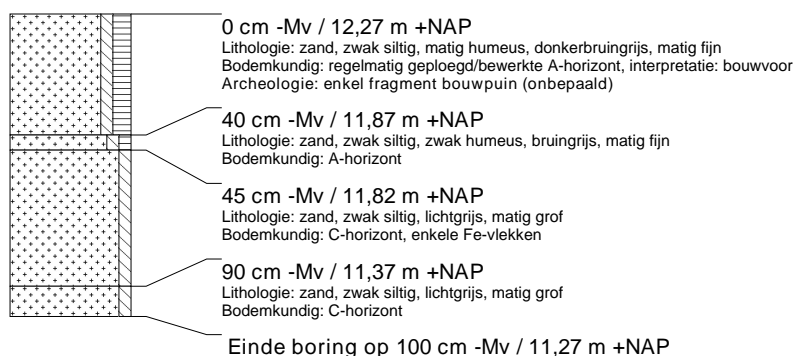 0 cm -Mv / 12,27 m +NAP
Lithologie: zand, zwak siltig, matig humeus, donkerbruingrijs, matig fijn
Bodemkundig: regelmatig geploegd/bewerkte A-horizont, interpretatie: bouwvoor
Archeologie: enkel fragment bouwpuin (onbepaald)
40 cm -Mv / 11,87 m +NAP
Lithologie: zand, zwak siltig, zwak humeus, bruingrijs, matig fijn
Bodemkundig: A-horizont
45 cm -Mv / 11,82 m +NAP
Lithologie: zand, zwak siltig, lichtgrijs, matig grof
Bodemkundig: C-horizont, enkele Fe-vlekken
90 cm -Mv / 11,37 m +NAP
Lithologie: zand, zwak siltig, lichtgrijs, matig grof
Bodemkundig: C-horizont
Einde boring op 100 cm -Mv / 11,27 m +NAP